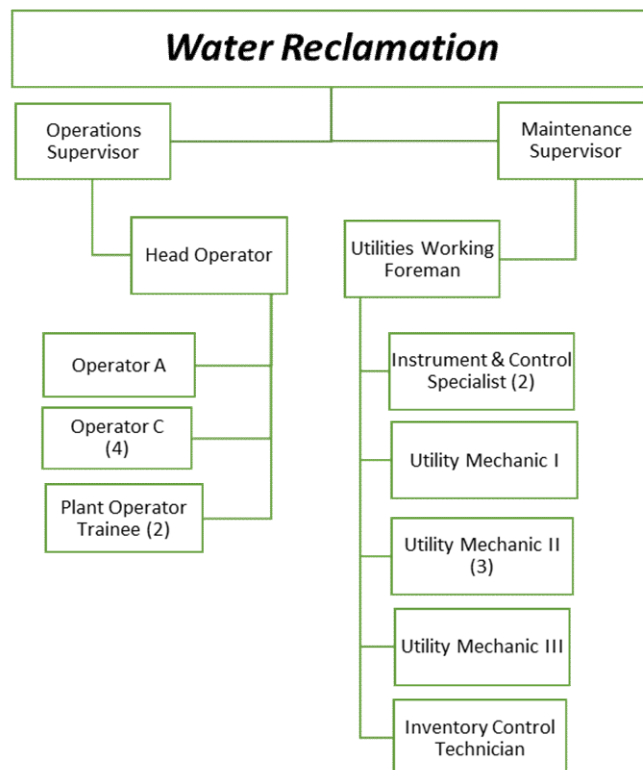 Water Reclamation
Operations
Supervisor
Maintenance
Supervisor
Head Operator
Utilities Working
Foreman
Operator A
Operator C
(4)
Plant Operator
Trainee (2)
Instrument & Control
Specialist (2)
Utility Mechanic I
Utility Mechanic II
(3)
Utility Mechanic III
Inventory Control
Technician